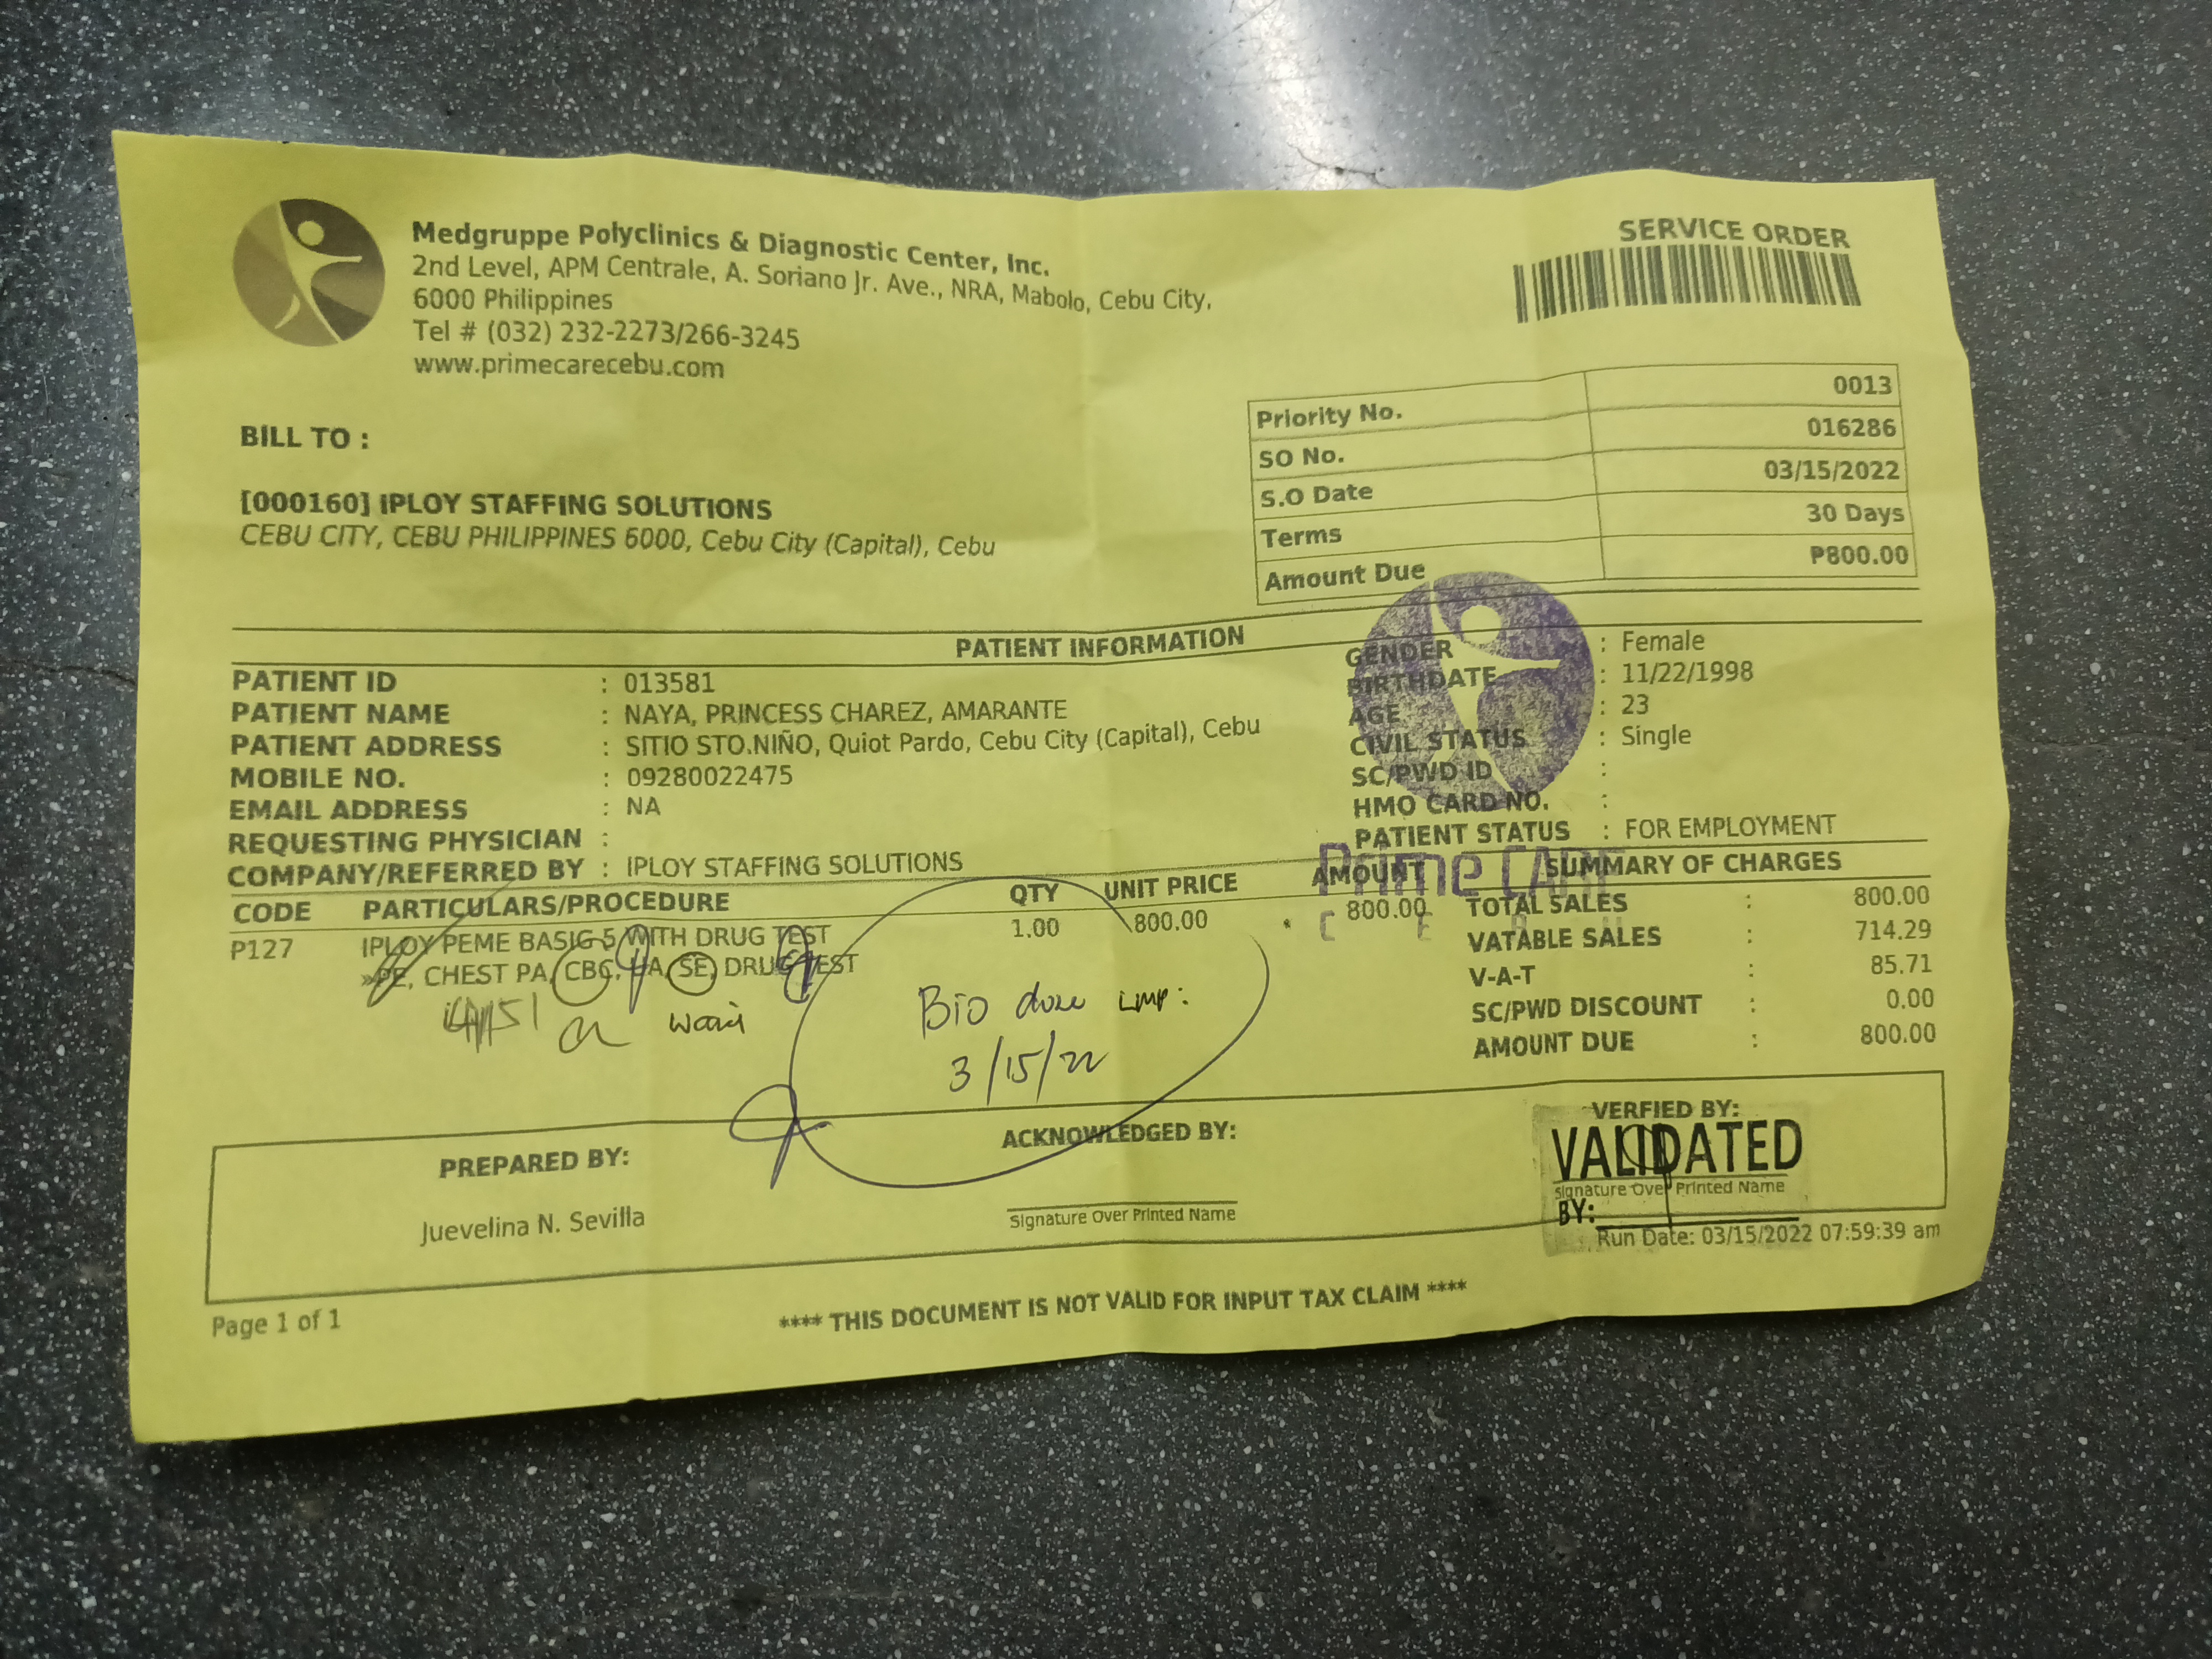 Medgruppe Polyclinics & Diagnostic Center, Inc.
2nd Level, APM Centrale, A. Soriano Jr. Ave., NRA, Mabolo, Cebu City,
6000 Philippines
Tel # (032) 232-2273/266-3245
www.primecarecebu.com
SERVICE ORDER
Priority No. 0013
SO No. 016286
S.O Date 03/15/2022
Terms 30 Days
Amount Due ₱800.00
BILL TO :
[000160] IPLOY STAFFING SOLUTIONS
CEBU CITY, CEBU PHILIPPINES 6000, Cebu City (Capital), Cebu
PATIENT INFORMATION
PATIENT ID : 013581
PATIENT NAME : NAYA, PRINCESS CHAREZ, AMARANTE
PATIENT ADDRESS : SITIO STO.NIÑO, Quiot Pardo, Cebu City (Capital), Cebu
MOBILE NO. : 09280022475
EMAIL ADDRESS : NA
REQUESTING PHYSICIAN :
COMPANY/REFERRED BY : IPLOY STAFFING SOLUTIONS
GENDER : Female
BIRTHDATE : 11/22/1998
AGE : 23
CIVIL STATUS : Single
SC/PWD ID :
HMO CARD NO. :
PATIENT STATUS : FOR EMPLOYMENT
Prime CARE
CEBU
CODE PARTICULARS/PROCEDURE QTY UNIT PRICE AMOUNT
P127 IPLOY PEME BASIC 5 WITH DRUG TEST 1.00 800.00 800.00
»PE, CHEST PA, CBC, UA, SE, DRUG TEST
Bio dose LMP:
3/15/22
SUMMARY OF CHARGES
TOTAL SALES : 800.00
VATABLE SALES : 714.29
V-A-T : 85.71
SC/PWD DISCOUNT : 0.00
AMOUNT DUE : 800.00
PREPARED BY:
Juevelina N. Sevilla
ACKNOWLEDGED BY:
Signature Over Printed Name
VERFIED BY:
VALIDATED
Signature Over Printed Name
BY:
Run Date: 03/15/2022 07:59:39 am
Page 1 of 1
**** THIS DOCUMENT IS NOT VALID FOR INPUT TAX CLAIM ****